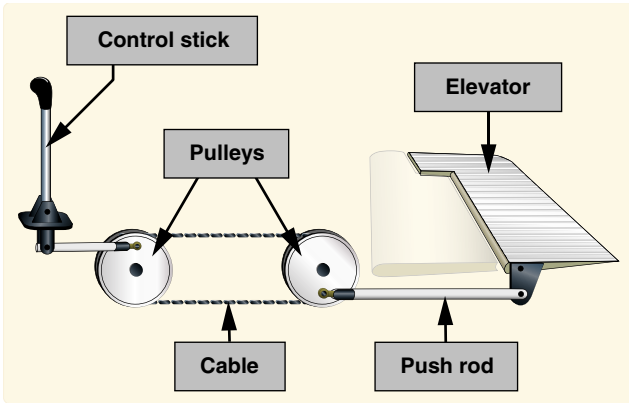 Control stick
Elevator
Pulleys
Cable
Push rod